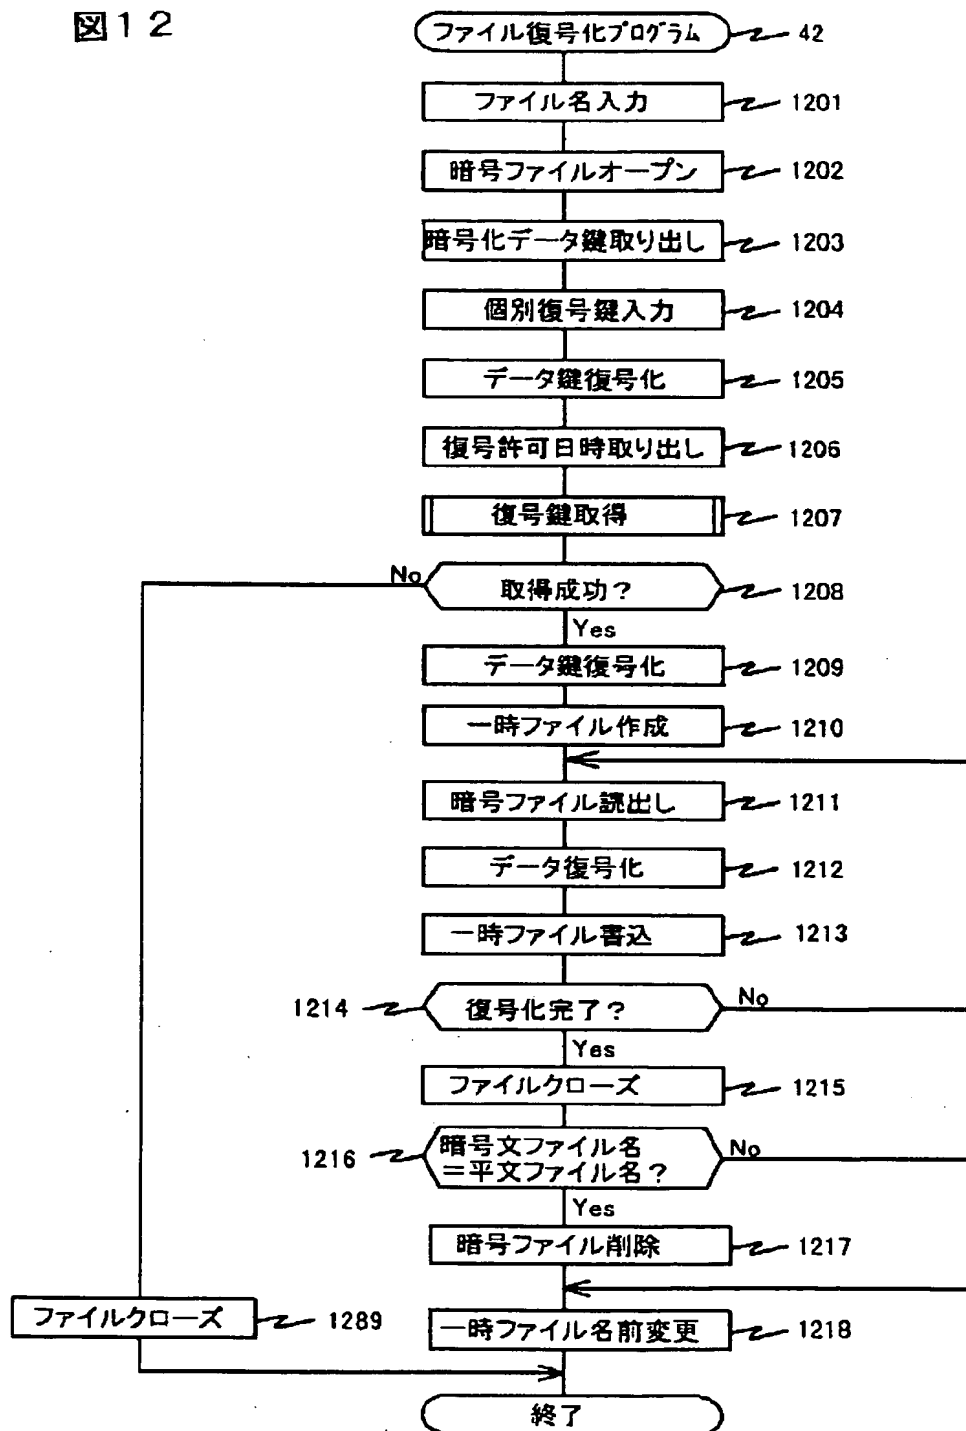 図12
ファイル復号化プログラム 42
ファイル名入力 1201
暗号ファイルオープン 1202
暗号化データ鍵取り出し 1203
個別復号鍵入力 1204
データ鍵復号化 1205
復号許可日時取り出し 1206
復号鍵取得 1207
No 取得成功? 1208
Yes
データ鍵復号化 1209
一時ファイル作成 1210
暗号ファイル読出し 1211
データ復号化 1212
一時ファイル書込 1213
1214 復号化完了? No
Yes
ファイルクローズ 1215
1216 暗号文ファイル名 No
=平文ファイル名?
Yes
暗号ファイル削除 1217
ファイルクローズ 1289
一時ファイル名前変更 1218
終了